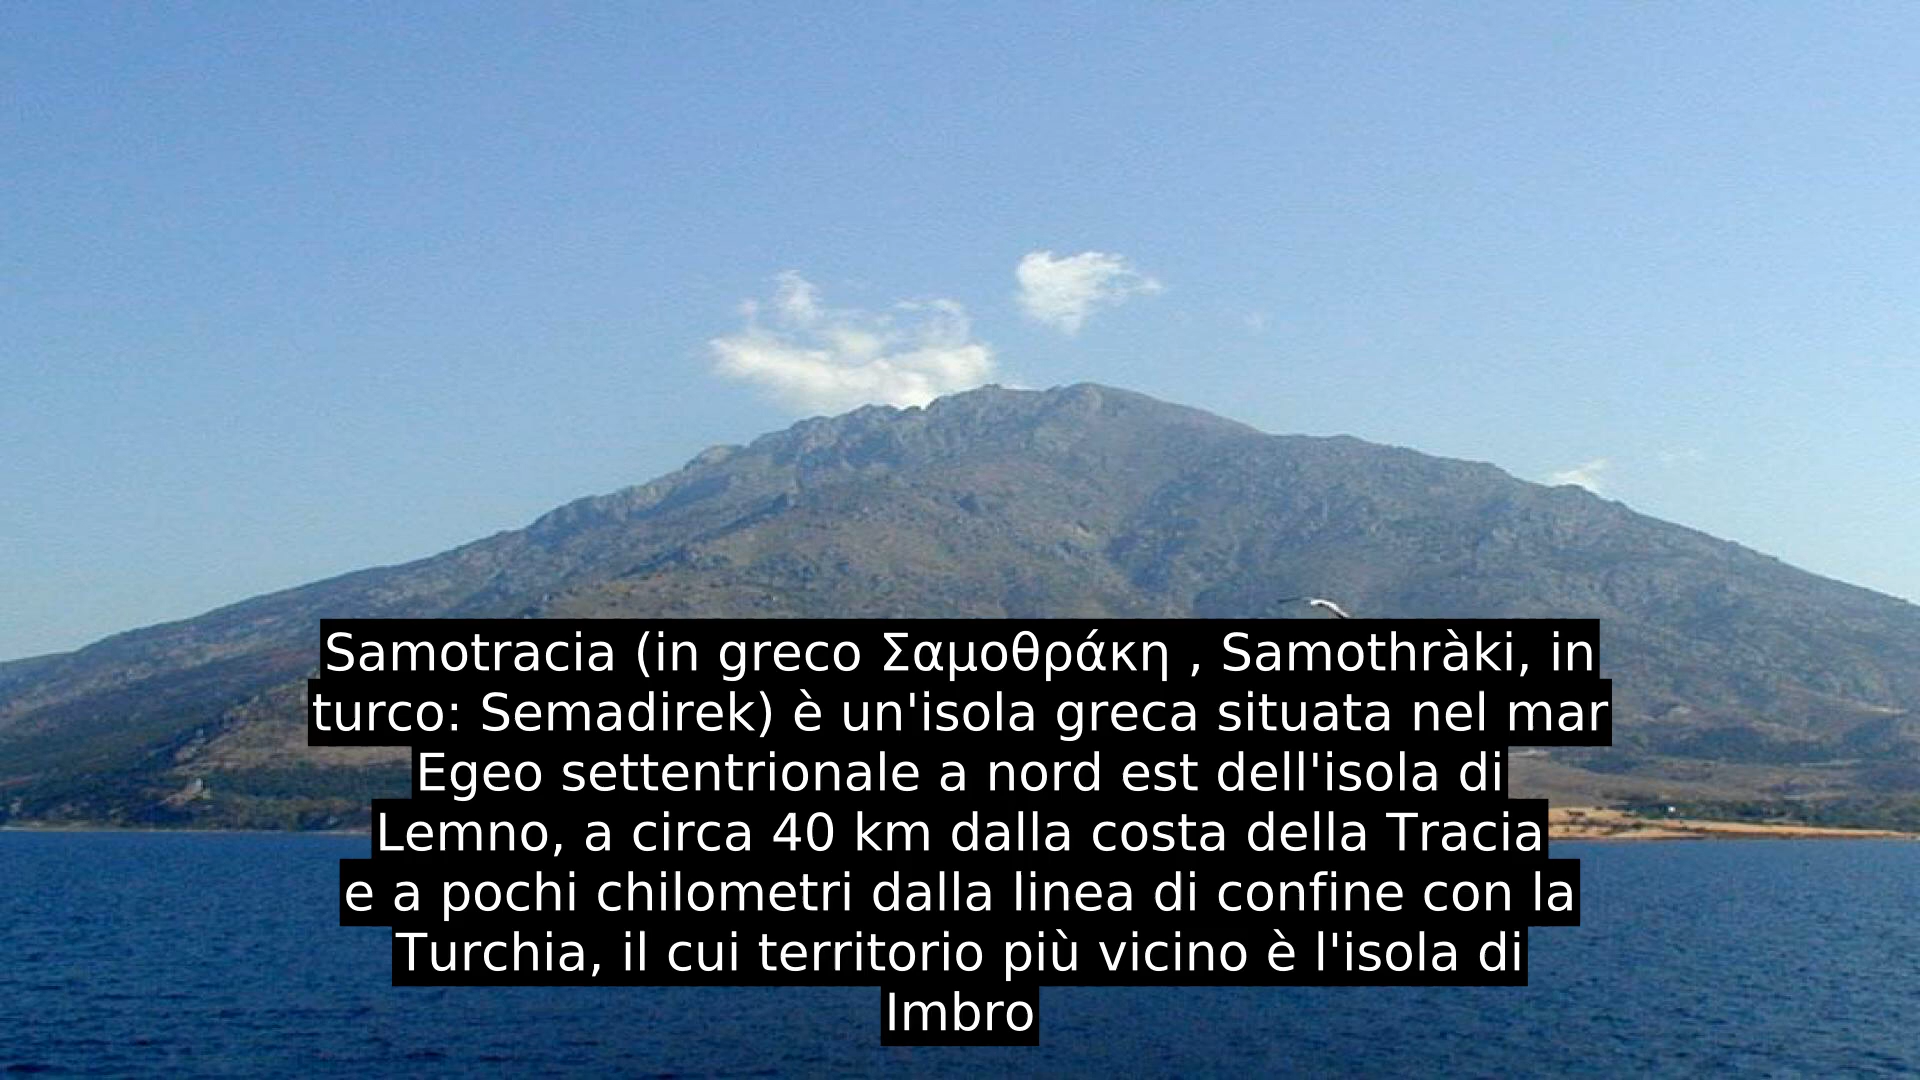 Samotracia (in greco Σαμοθράκη , Samothràki, in
turco: Semadirek) è un'isola greca situata nel mar
Egeo settentrionale a nord est dell'isola di
Lemno, a circa 40 km dalla costa della Tracia
e a pochi chilometri dalla linea di confine con la
Turchia, il cui territorio più vicino è l'isola di
Imbro